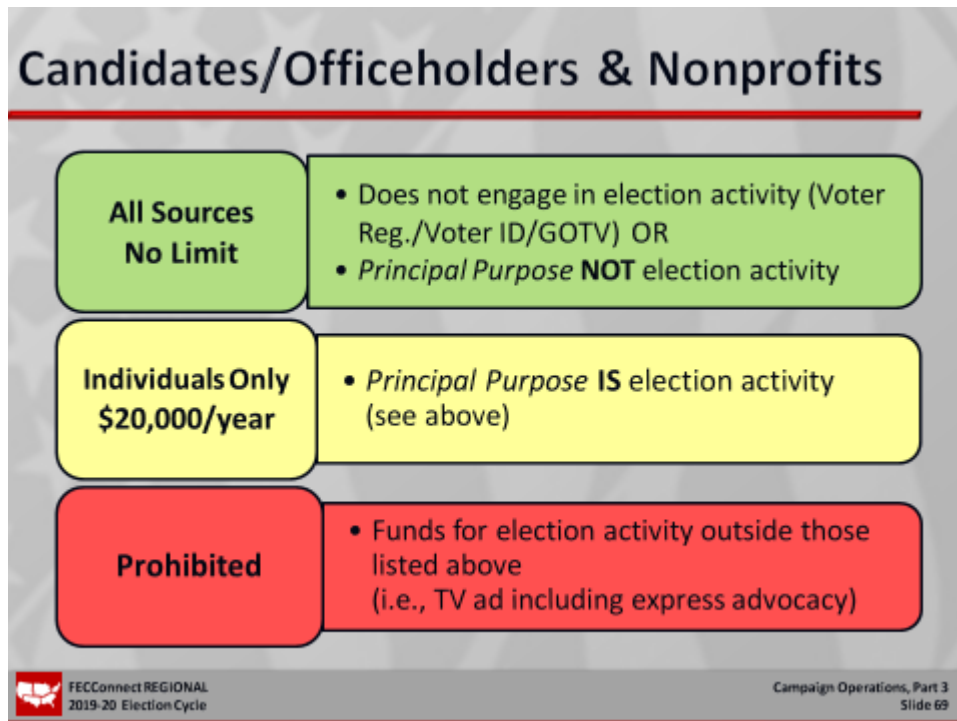 Candidates/Officeholders & Nonprofits
All Sources
No Limit
• Does not engage in election activity (Voter
Reg./Voter ID/GOTV) OR
• Principal Purpose NOT election activity
Individuals Only
$20,000/year
• Principal Purpose IS election activity
(see above)
Prohibited
• Funds for election activity outside those
listed above
(i.e., TV ad including express advocacy)
FECConnect REGIONAL
2019-20 Election Cycle
Campaign Operations, Part 3
Slide 69